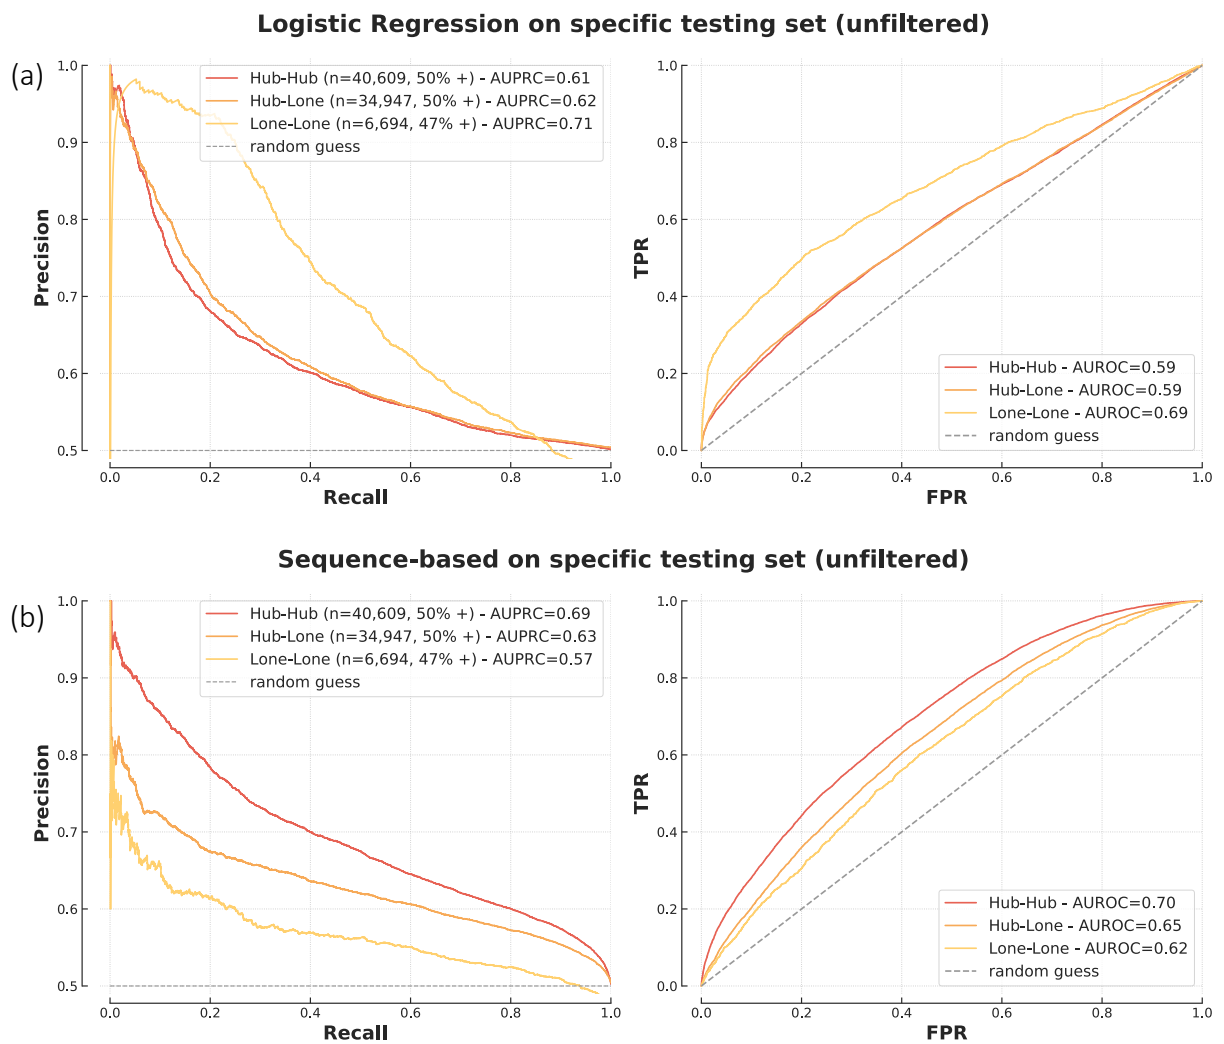 Logistic Regression on specific testing set (unfiltered)
(a)
1.0
0.9
0.8
0.7
0.6
0.5
Precision
Hub-Hub (n=40,609, 50% +) - AUPRC=0.61
Hub-Lone (n=34,947, 50% +) - AUPRC=0.62
Lone-Lone (n=6,694, 47% +) - AUPRC=0.71
random guess
0.0 0.2 0.4 0.6 0.8 1.0
Recall
1.0
0.8
0.6
0.4
0.2
0.0
TPR
Hub-Hub - AUROC=0.59
Hub-Lone - AUROC=0.59
Lone-Lone - AUROC=0.69
random guess
0.0 0.2 0.4 0.6 0.8 1.0
FPR
Sequence-based on specific testing set (unfiltered)
(b)
1.0
0.9
0.8
0.7
0.6
0.5
Precision
Hub-Hub (n=40,609, 50% +) - AUPRC=0.69
Hub-Lone (n=34,947, 50% +) - AUPRC=0.63
Lone-Lone (n=6,694, 47% +) - AUPRC=0.57
random guess
0.0 0.2 0.4 0.6 0.8 1.0
Recall
1.0
0.8
0.6
0.4
0.2
0.0
TPR
Hub-Hub - AUROC=0.70
Hub-Lone - AUROC=0.65
Lone-Lone - AUROC=0.62
random guess
0.0 0.2 0.4 0.6 0.8 1.0
FPR